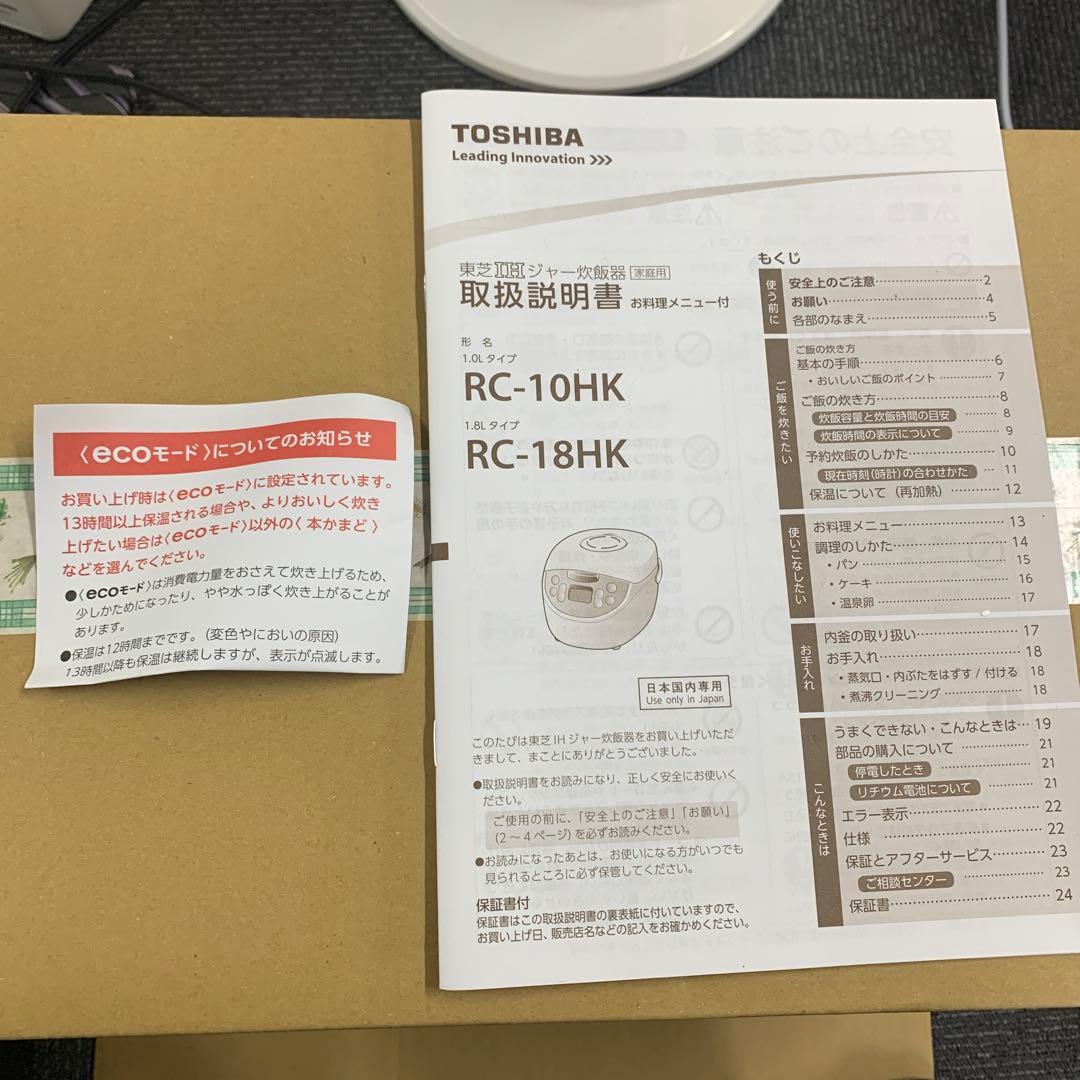 〈ecoモード〉についてのお知らせ
お買い上げ時は〈ecoモード〉に設定されています。
13時間以上保温される場合や、よりおいしく炊き
上げたい場合は〈ecoモード〉以外の〈本かまど〉
などを選んでください。
●〈ecoモード〉は消費電力量をおさえて炊き上げるため、
少しかためになったり、やや水っぽく炊き上がることが
あります。
●保温は12時間までです。（変色やにおいの原因）
13時間以降も保温は継続しますが、表示が点滅します。
TOSHIBA
Leading Innovation >>>
東芝IHジャー炊飯器 家庭用
取扱説明書 お料理メニュー付
形 名
1.0L タイプ
RC-10HK
1.8L タイプ
RC-18HK
日本国内専用
Use only in Japan
このたびは東芝 IH ジャー炊飯器をお買い上げいただ
きまして、まことにありがとうございました。
●取扱説明書をお読みになり、正しく安全にお使いく
ださい。
ご使用の前に、「安全上のご注意」「お願い」
（2～4ページ）を必ずお読みください。
●お読みになったあとは、お使いになる方がいつでも
見られるところに必ず保管してください。
保証書付
保証書はこの取扱説明書の裏表紙に付いていますので、
お買い上げ日、販売店名などの記入をお確かめください。
もくじ
使う前に
安全上のご注意 2
お願い 4
各部のなまえ 5
ご飯を炊きたい
ご飯の炊き方
基本の手順 6
・おいしいご飯のポイント 7
ご飯の炊き方 8
炊飯容量と炊飯時間の目安 8
炊飯時間の表示について 9
予約炊飯のしかた 10
現在時刻（時計）の合わせかた 11
保温について（再加熱） 12
使いこなしたい
お料理メニュー 13
調理のしかた 14
・パン 15
・ケーキ 16
・温泉卵 17
お手入れ
内釜の取り扱い 17
お手入れ 18
・蒸気口・内ぶたをはずす / 付ける 18
・煮沸クリーニング 18
こんなときは
うまくできない・こんなときは 19
部品の購入について 21
停電したとき 21
リチウム電池について 21
エラー表示 22
仕様 22
保証とアフターサービス 23
ご相談センター 23
保証書 24